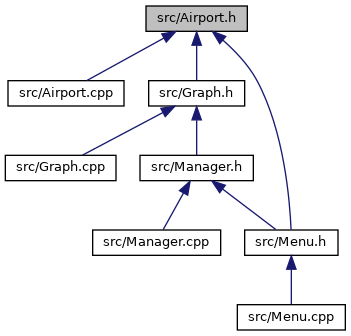 src/Airport.h
src/Airport.cpp
src/Graph.h
src/Graph.cpp
src/Manager.h
src/Manager.cpp
src/Menu.h
src/Menu.cpp